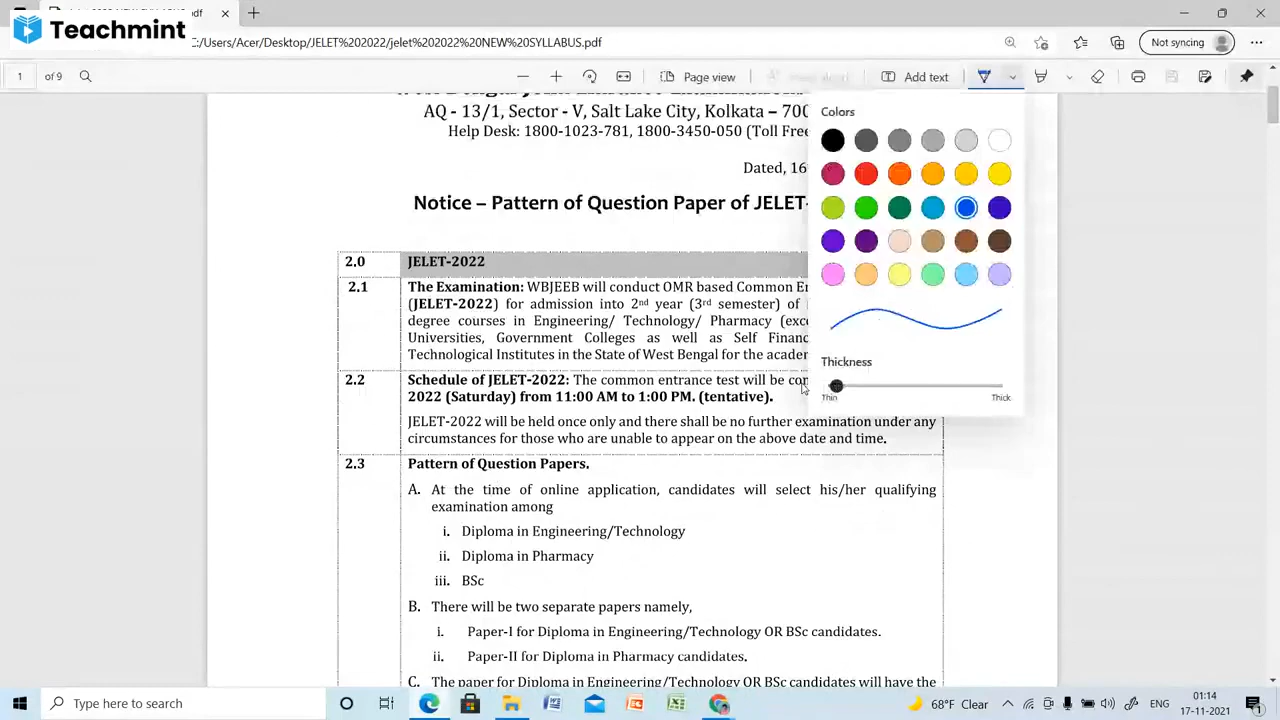 Teachmint
df
C:/Users/Acer/Desktop/JELET%202022/jelet%202022%20NEW%20SYLLABUS.pdf
Not syncing
1 of 9
Page view
Add text
AQ - 13/1, Sector - V, Salt Lake City, Kolkata – 700
Help Desk: 1800-1023-781, 1800-3450-050 (Toll Free
Dated, 16
Notice – Pattern of Question Paper of JELET-
2.0 JELET-2022
2.1 The Examination: WBJEEB will conduct OMR based Common En
(JELET-2022) for admission into 2nd year (3rd semester) of
degree courses in Engineering/ Technology/ Pharmacy (exc
Universities, Government Colleges as well as Self Financ
Technological Institutes in the State of West Bengal for the academ
2.2 Schedule of JELET-2022: The common entrance test will be con
2022 (Saturday) from 11:00 AM to 1:00 PM. (tentative).
JELET-2022 will be held once only and there shall be no further examination under any
circumstances for those who are unable to appear on the above date and time.
2.3 Pattern of Question Papers.
A. At the time of online application, candidates will select his/her qualifying
examination among
i. Diploma in Engineering/Technology
ii. Diploma in Pharmacy
iii. BSc
B. There will be two separate papers namely,
i. Paper-I for Diploma in Engineering/Technology OR BSc candidates.
ii. Paper-II for Diploma in Pharmacy candidates.
C. The paper for Diploma in Engineering/Technology OR BSc candidates will have the
Colors
Thickness
Thin Thick
Type here to search
68°F Clear
ENG
01:14
17-11-2021
1